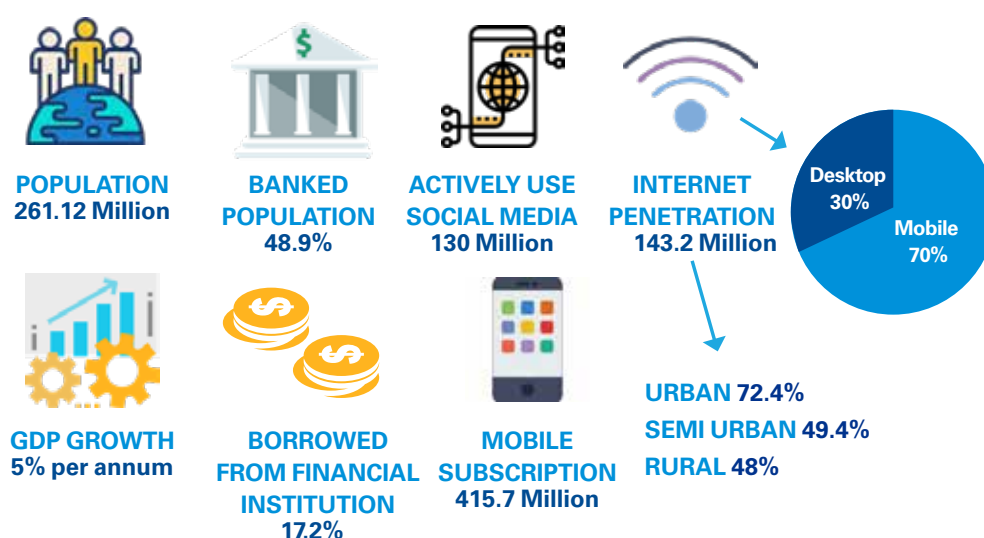 POPULATION
261.12 Million
BANKED
POPULATION
48.9%
ACTIVELY USE
SOCIAL MEDIA
130 Million
INTERNET
PENETRATION
143.2 Million
Desktop
30%
Mobile
70%
GDP GROWTH
5% per annum
BORROWED
FROM FINANCIAL
INSTITUTION
17.2%
MOBILE
SUBSCRIPTION
415.7 Million
URBAN 72.4%
SEMI URBAN 49.4%
RURAL 48%